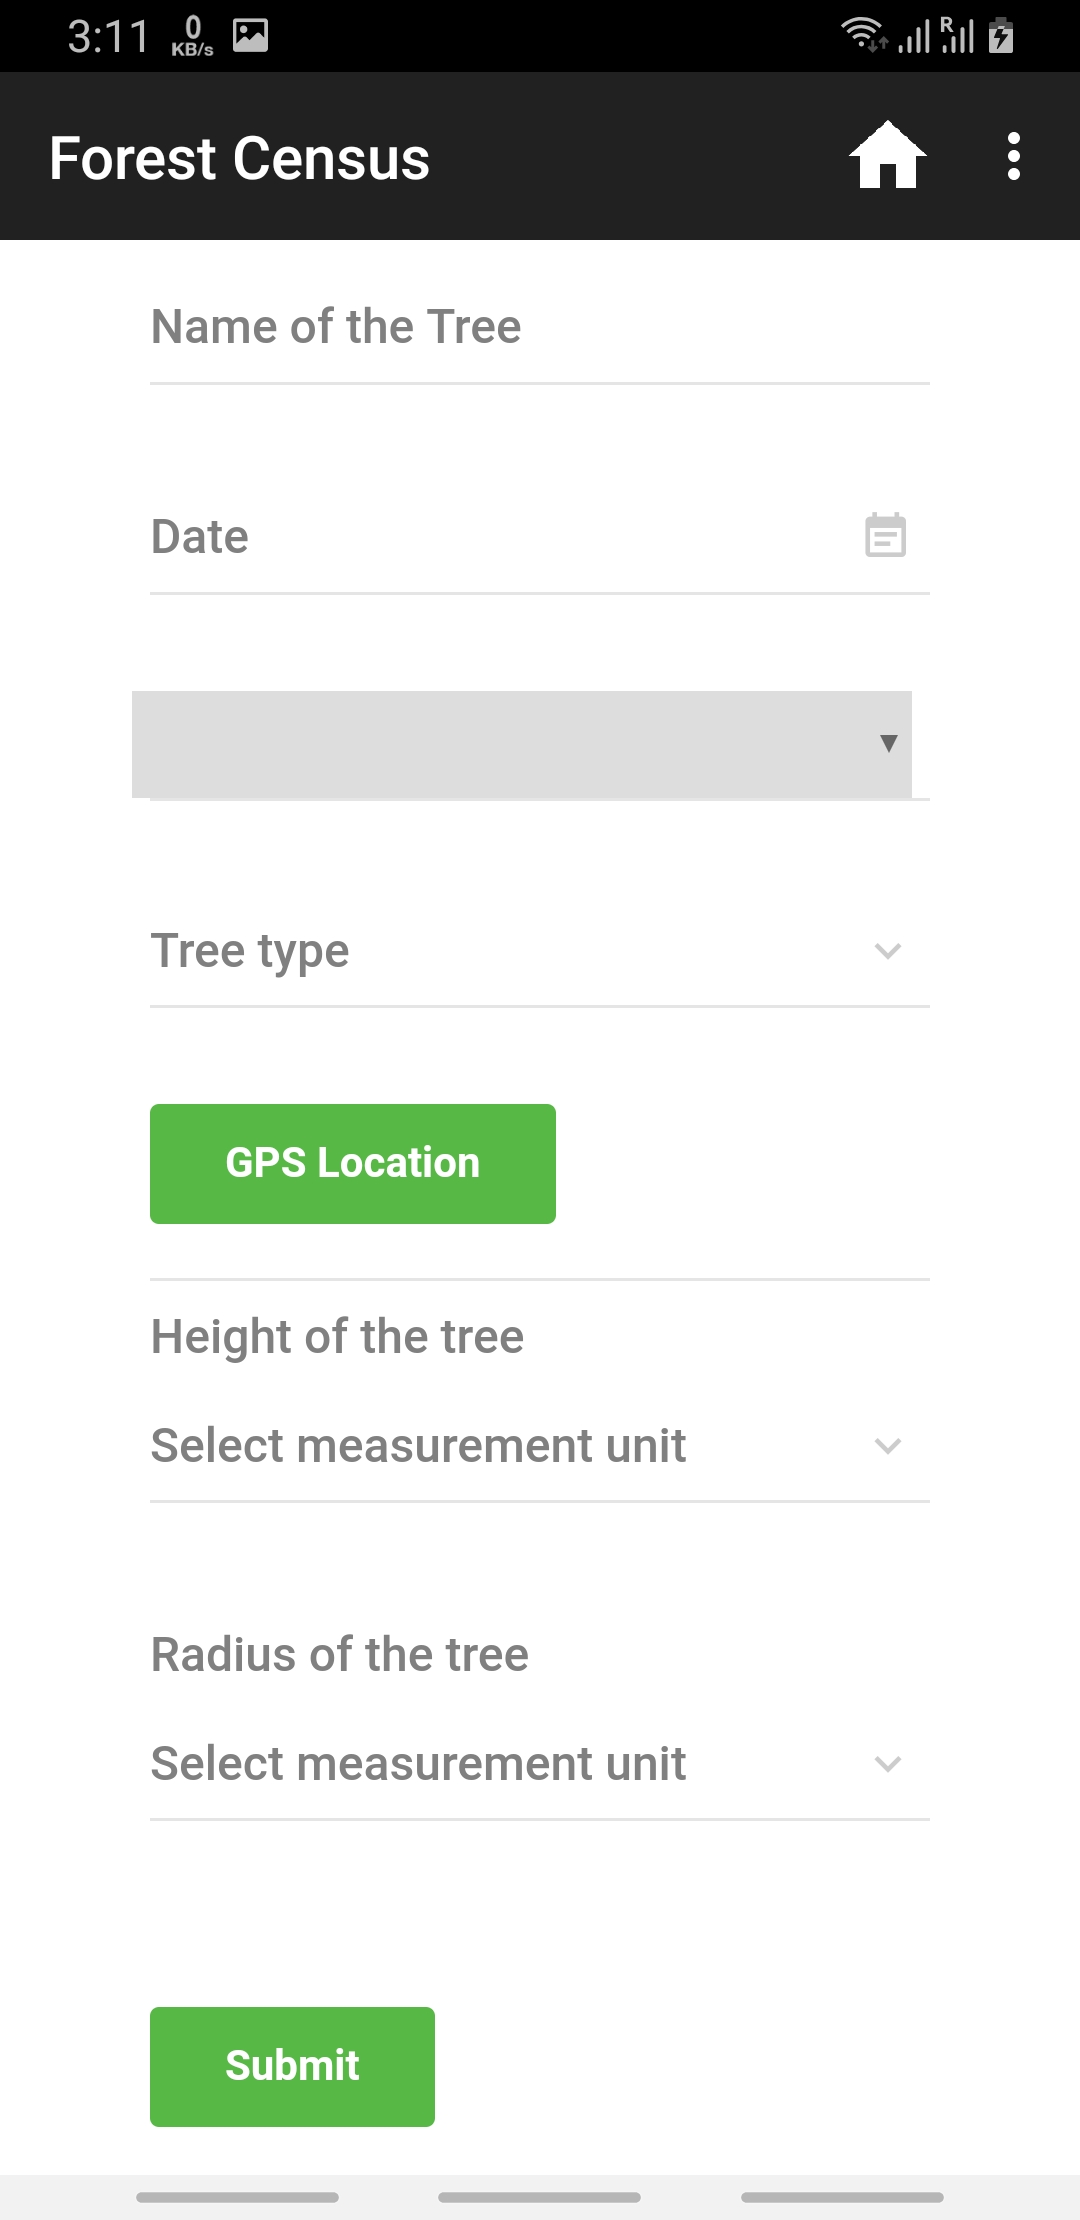 3:11 0 KB/s R
Forest Census
Name of the Tree
Date
Tree type
GPS Location
Height of the tree
Select measurement unit
Radius of the tree
Select measurement unit
Submit